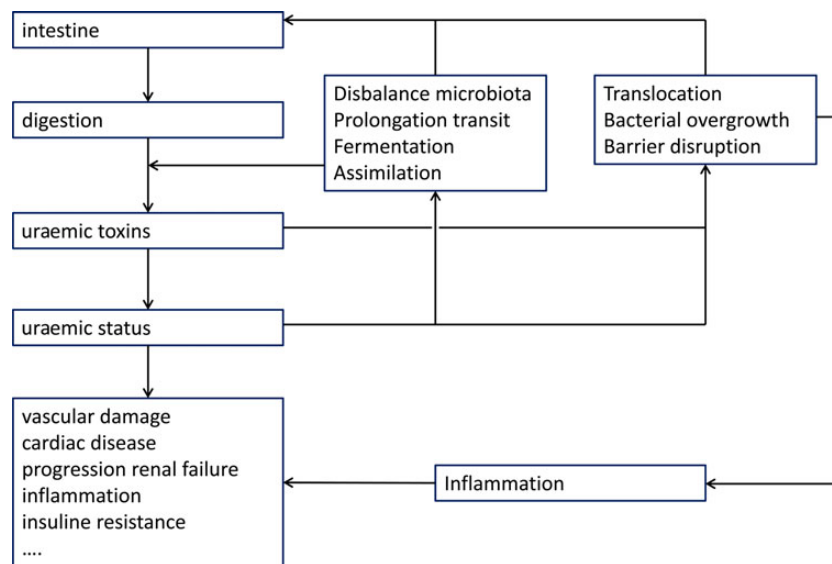 intestine
digestion
uraemic toxins
uraemic status
vascular damage
cardiac disease
progression renal failure
inflammation
insuline resistance
....
Disbalance microbiota
Prolongation transit
Fermentation
Assimilation
Translocation
Bacterial overgrowth
Barrier disruption
Inflammation